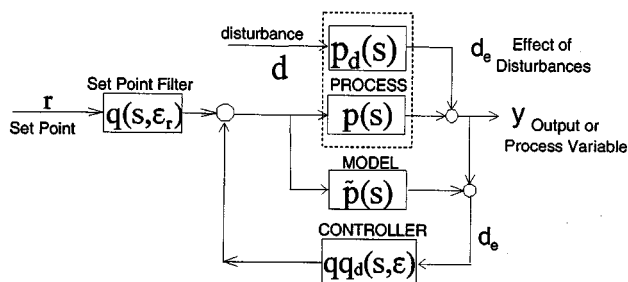 disturbance
d
p_d(s)
d_e
Effect of
Disturbances
PROCESS
Set Point Filter
r
Set Point
q(s,ε_r)
p(s)
y
Output or
Process Variable
MODEL
p̃(s)
CONTROLLER
qq_d(s,ε)
d_e